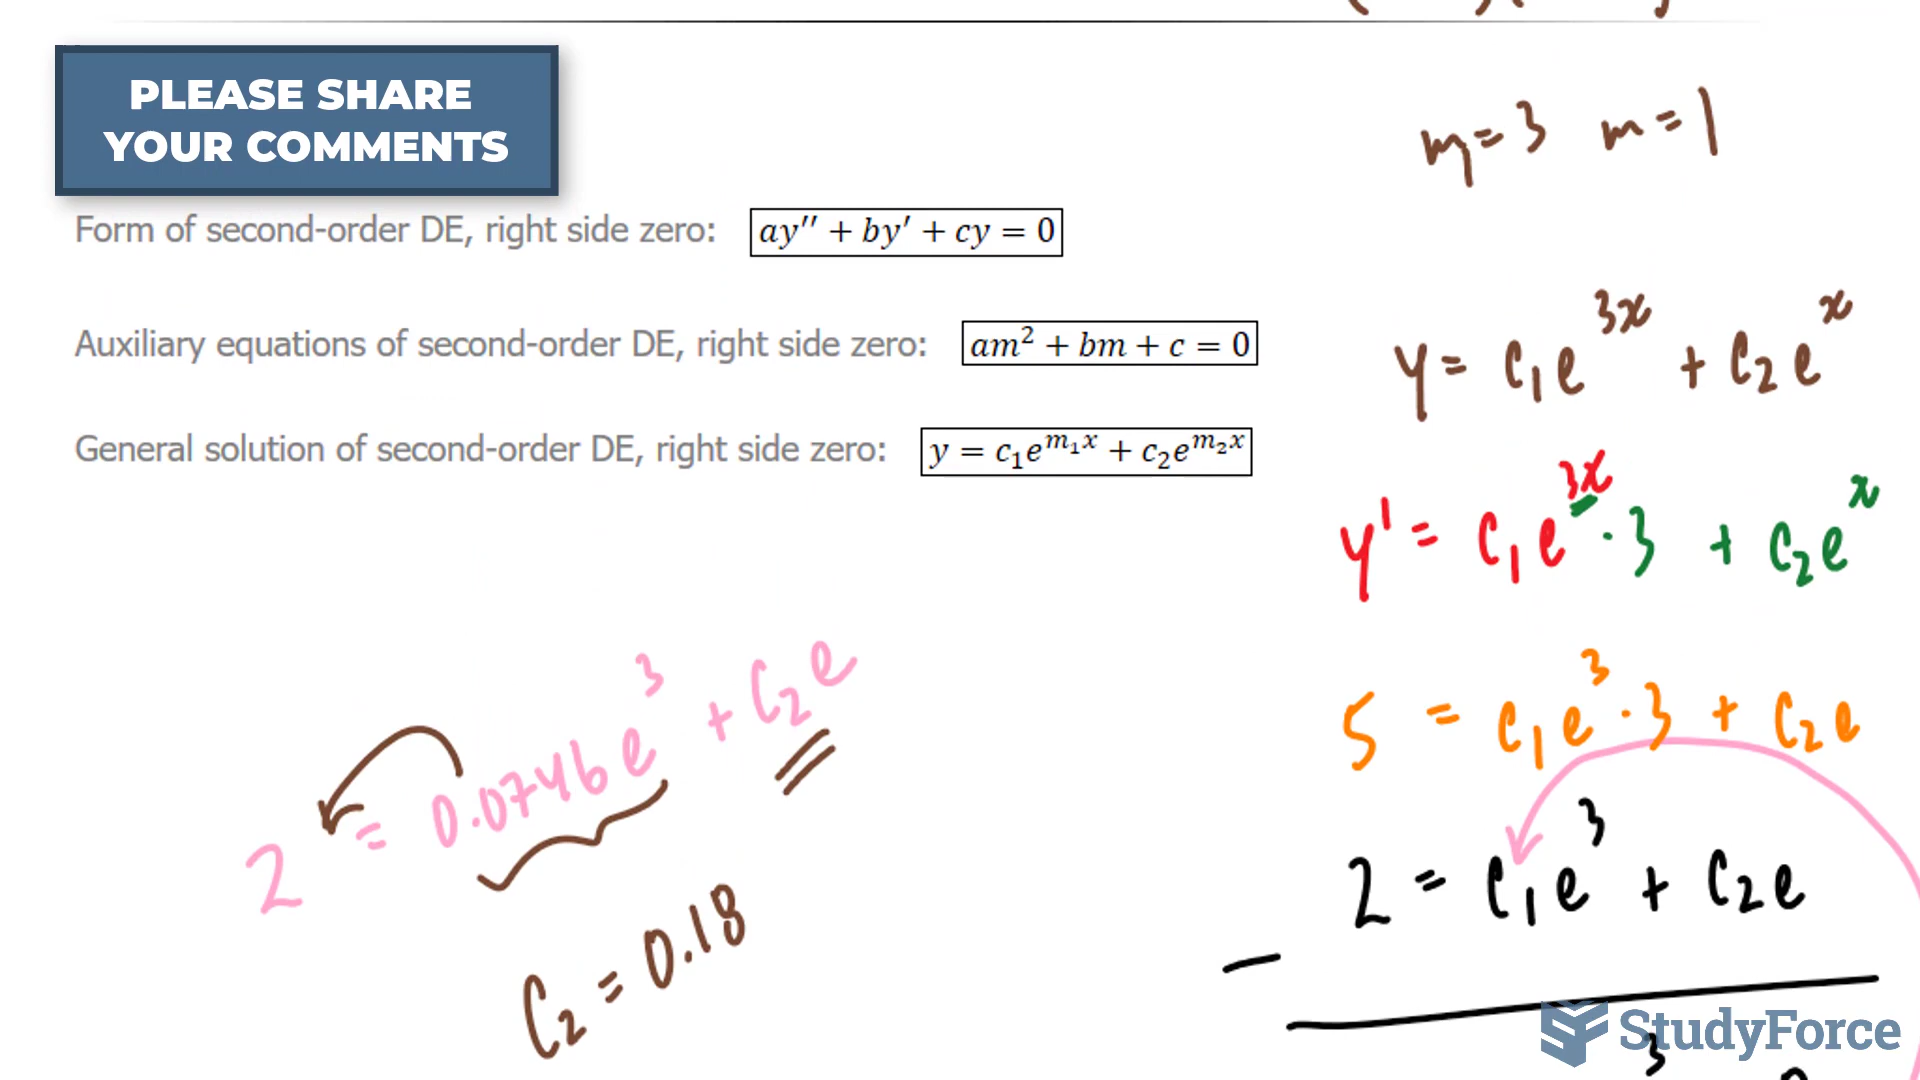 PLEASE SHARE
YOUR COMMENTS
Form of second-order DE, right side zero: ay″ + by′ + cy = 0
Auxiliary equations of second-order DE, right side zero: am² + bm + c = 0
General solution of second-order DE, right side zero: y = c₁e^{m₁x} + c₂e^{m₂x}
m = 3 m = 1
y = c₁e^{3x} + c₂e^{x}
y' = c₁e^{3x} · 3 + c₂e^{x}
5 = c₁e³ · 3 + c₂e
2 = c₁e³ + c₂e
−
2 = 0.0746e³ + c₂e
c₂ = 0.18
StudyForce